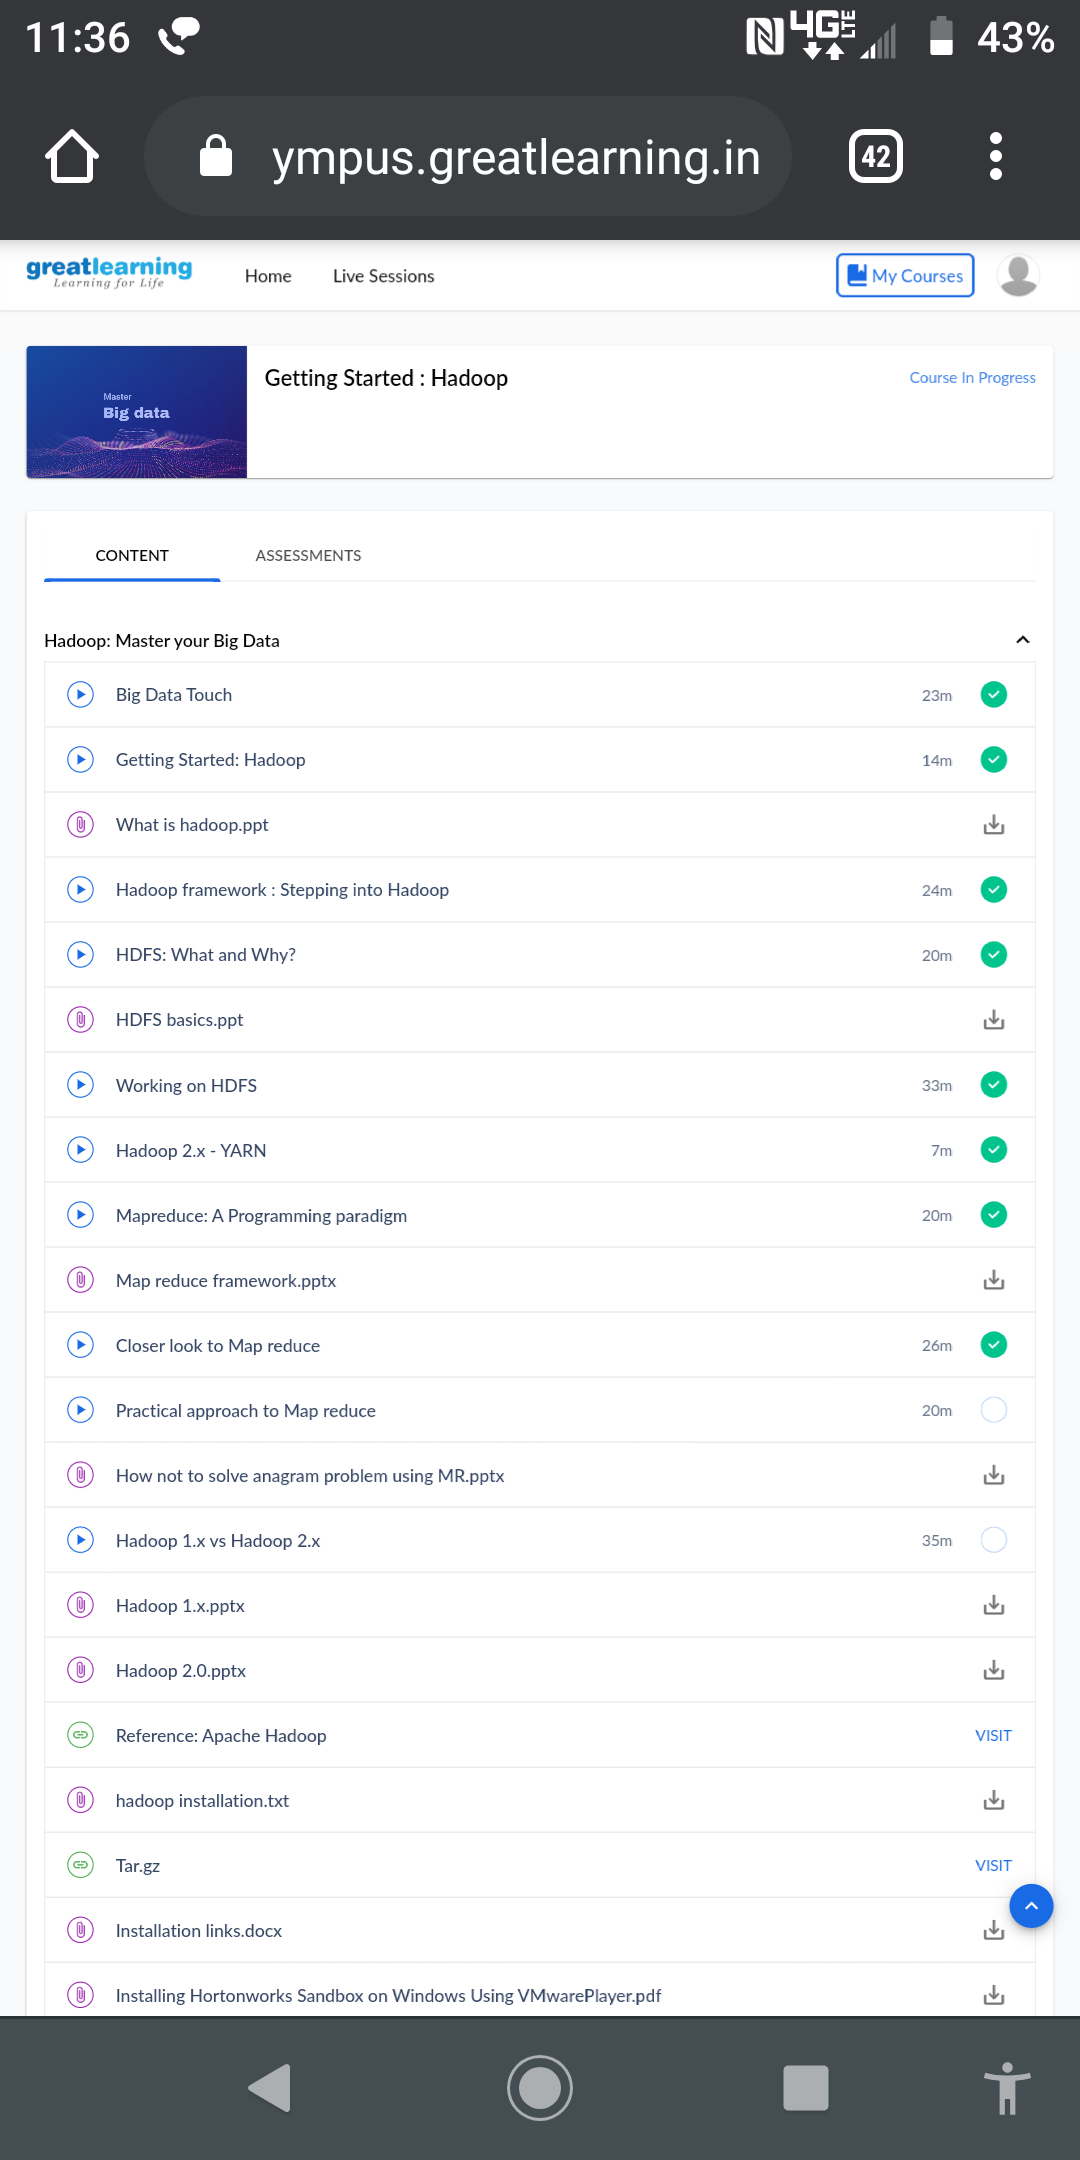 11:36 4G LTE 43%
ympus.greatlearning.in 42
greatlearning
Learning for Life
Home Live Sessions My Courses
Master
Big data
Getting Started : Hadoop Course In Progress
CONTENT ASSESSMENTS
Hadoop: Master your Big Data
Big Data Touch 23m
Getting Started: Hadoop 14m
What is hadoop.ppt
Hadoop framework : Stepping into Hadoop 24m
HDFS: What and Why? 20m
HDFS basics.ppt
Working on HDFS 33m
Hadoop 2.x - YARN 7m
Mapreduce: A Programming paradigm 20m
Map reduce framework.pptx
Closer look to Map reduce 26m
Practical approach to Map reduce 20m
How not to solve anagram problem using MR.pptx
Hadoop 1.x vs Hadoop 2.x 35m
Hadoop 1.x.pptx
Hadoop 2.0.pptx
Reference: Apache Hadoop VISIT
hadoop installation.txt
Tar.gz VISIT
Installation links.docx
Installing Hortonworks Sandbox on Windows Using VMwarePlayer.pdf